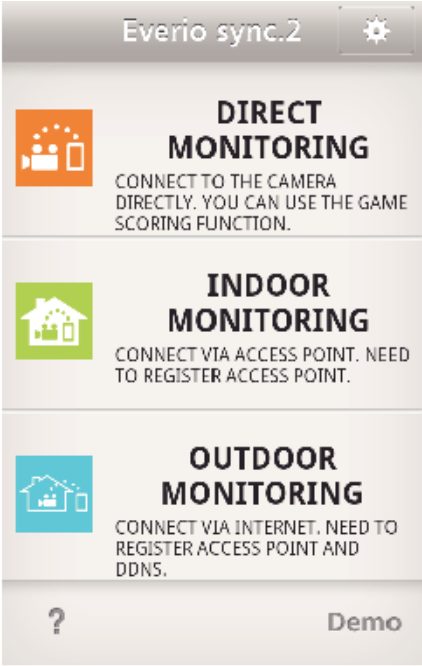 Everio sync.2
DIRECT
MONITORING
CONNECT TO THE CAMERA
DIRECTLY. YOU CAN USE THE GAME
SCORING FUNCTION.
INDOOR
MONITORING
CONNECT VIA ACCESS POINT. NEED
TO REGISTER ACCESS POINT.
OUTDOOR
MONITORING
CONNECT VIA INTERNET. NEED TO
REGISTER ACCESS POINT AND
DDNS.
? Demo